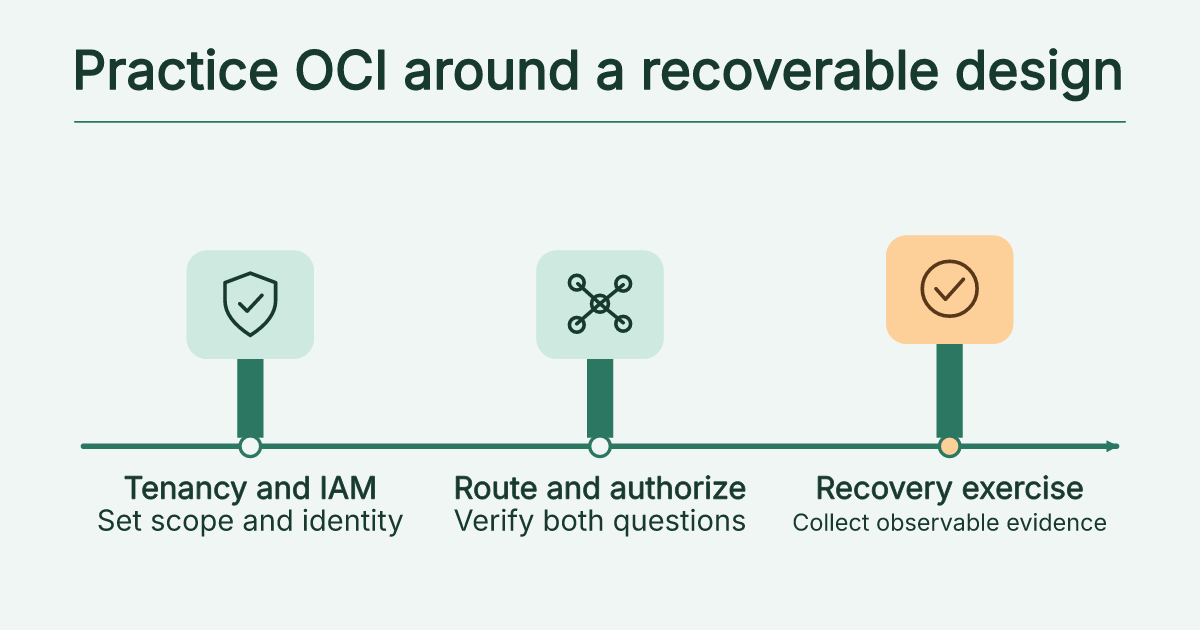 Practice OCI around a recoverable design
Tenancy and IAM
Set scope and identity
Route and authorize
Verify both questions
Recovery exercise
Collect observable evidence